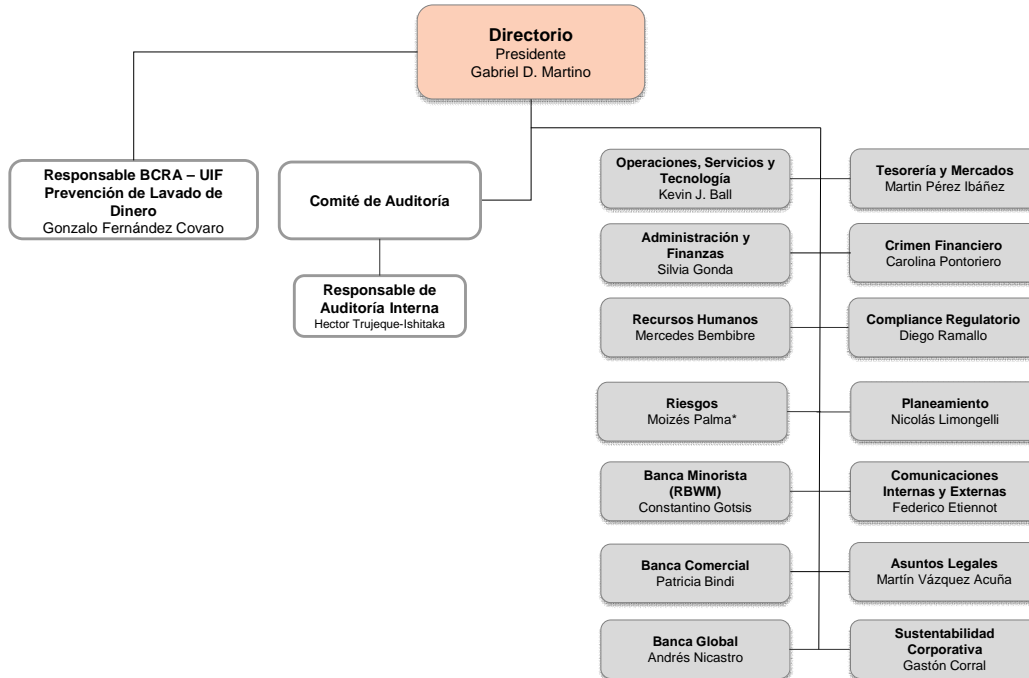 Directorio
Presidente
Gabriel D. Martino
Responsable BCRA – UIF
Prevención de Lavado de
Dinero
Gonzalo Fernández Covaro
Comité de Auditoría
Responsable de
Auditoría Interna
Hector Trujeque-Ishitaka
Operaciones, Servicios y
Tecnología
Kevin J. Ball
Tesorería y Mercados
Martin Pérez Ibáñez
Administración y
Finanzas
Silvia Gonda
Crimen Financiero
Carolina Pontoriero
Recursos Humanos
Mercedes Bembibre
Compliance Regulatorio
Diego Ramallo
Riesgos
Moizés Palma*
Planeamiento
Nicolás Limongelli
Banca Minorista
(RBWM)
Constantino Gotsis
Comunicaciones
Internas y Externas
Federico Etiennot
Banca Comercial
Patricia Bindi
Asuntos Legales
Martín Vázquez Acuña
Banca Global
Andrés Nicastro
Sustentabilidad
Corporativa
Gastón Corral